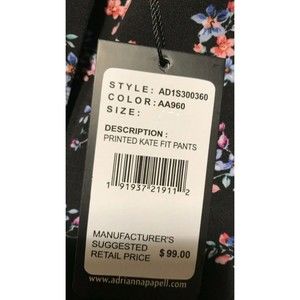 STYLE: AD1S300360
COLOR: AA960
SIZE:
DESCRIPTION :
PRINTED KATE FIT PANTS
1 91937 21911 2
MANUFACTURER'S
SUGGESTED
RETAIL PRICE $ 99.00
www.adriannapapell.com